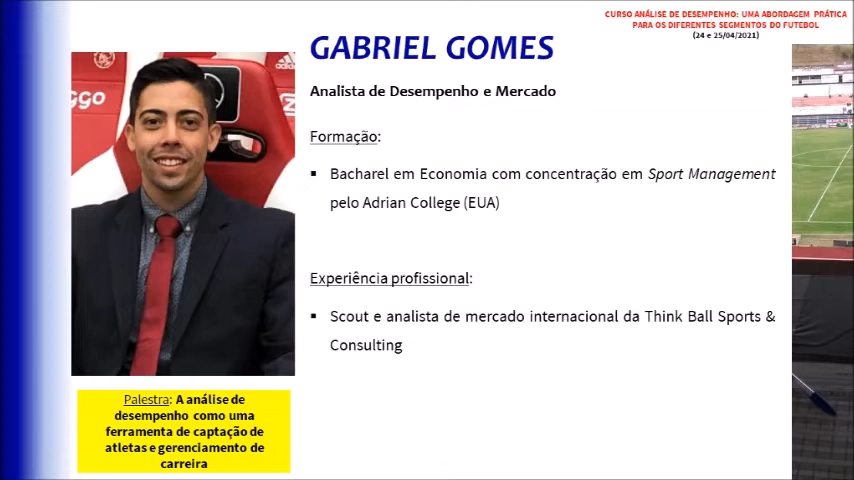 CURSO ANÁLISE DE DESEMPENHO: UMA ABORDAGEM PRÁTICA
PARA OS DIFERENTES SEGMENTOS DO FUTEBOL
(24 e 25/04/2021)
GABRIEL GOMES
Analista de Desempenho e Mercado
Formação:
▪ Bacharel em Economia com concentração em Sport Management
pelo Adrian College (EUA)
Experiência profissional:
▪ Scout e analista de mercado internacional da Think Ball Sports &
Consulting
Palestra: A análise de
desempenho como uma
ferramenta de captação de
atletas e gerenciamento de
carreira